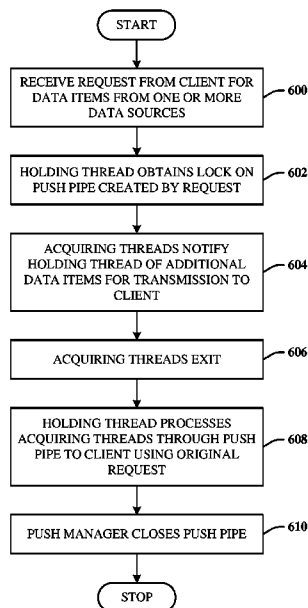 START
RECEIVE REQUEST FROM CLIENT FOR
DATA ITEMS FROM ONE OR MORE
DATA SOURCES
600
HOLDING THREAD OBTAINS LOCK ON
PUSH PIPE CREATED BY REQUEST
602
ACQUIRING THREADS NOTIFY
HOLDING THREAD OF ADDITIONAL
DATA ITEMS FOR TRANSMISSION TO
CLIENT
604
ACQUIRING THREADS EXIT
606
HOLDING THREAD PROCESSES
ACQUIRING THREADS THROUGH PUSH
PIPE TO CLIENT USING ORIGINAL
REQUEST
608
PUSH MANAGER CLOSES PUSH PIPE
610
STOP